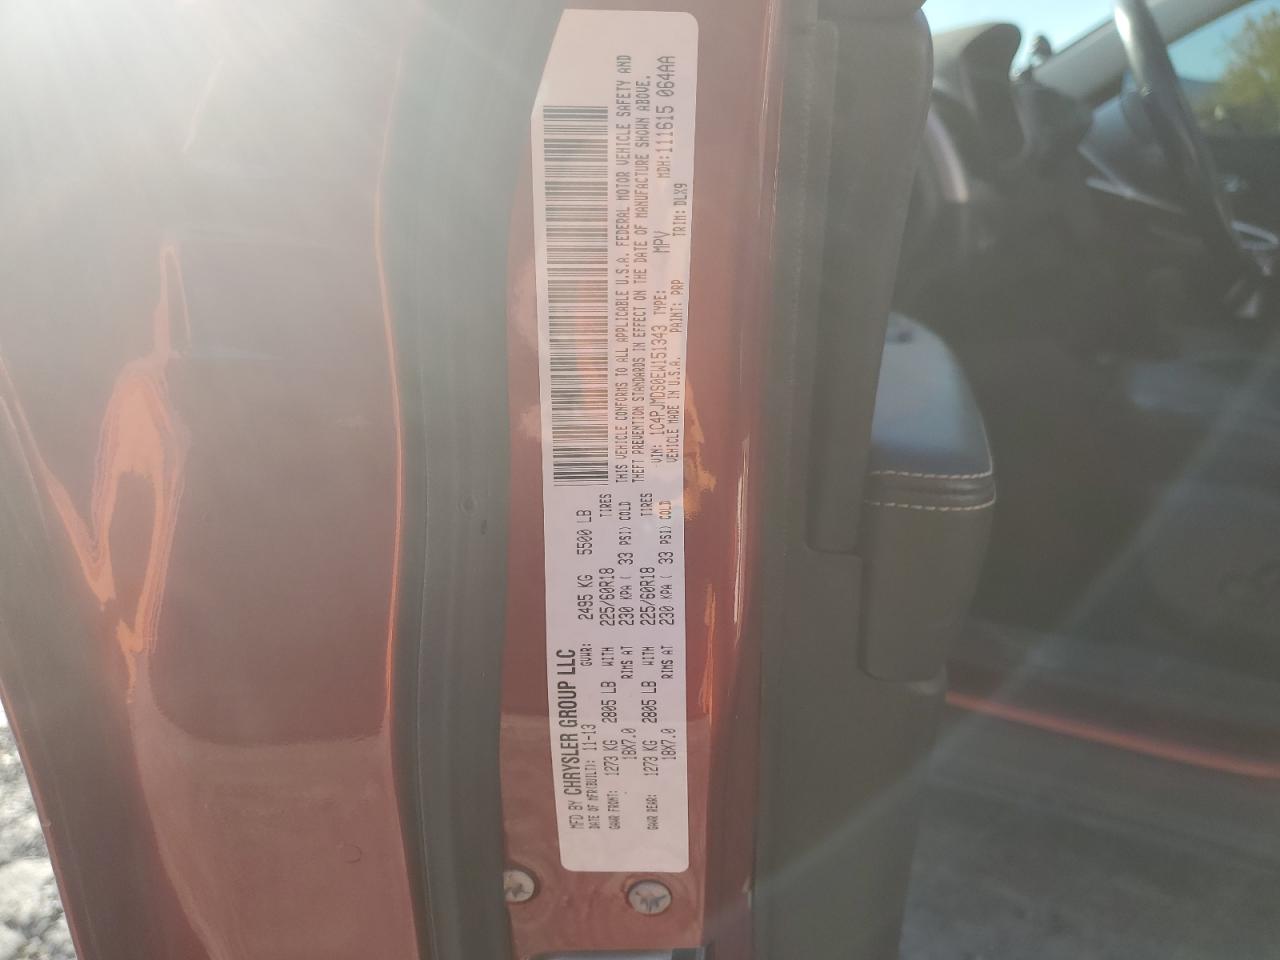 MFD BY CHRYSLER GROUP LLC
DATE OF MFR(BUILT): 11-13 GVWR: 2495 KG 5500 LB
GAWR FRONT: 1273 KG 2805 LB WITH 225/60R18 TIRES
18X7.0 RIMS AT 230 KPA ( 33 PSI) COLD
GAWR REAR: 1273 KG 2805 LB WITH 225/60R18 TIRES
18X7.0 RIMS AT 230 KPA ( 33 PSI) COLD
THIS VEHICLE CONFORMS TO ALL APPLICABLE U.S.A. FEDERAL MOTOR VEHICLE SAFETY AND
THEFT PREVENTION STANDARDS IN EFFECT ON THE DATE OF MANUFACTURE SHOWN ABOVE.
VIN: 1C4PJMDS0EW151343 TYPE: MPV MDH:111615 064AA
VEHICLE MADE IN U.S.A. PAINT: PRP TRIM: DLX9